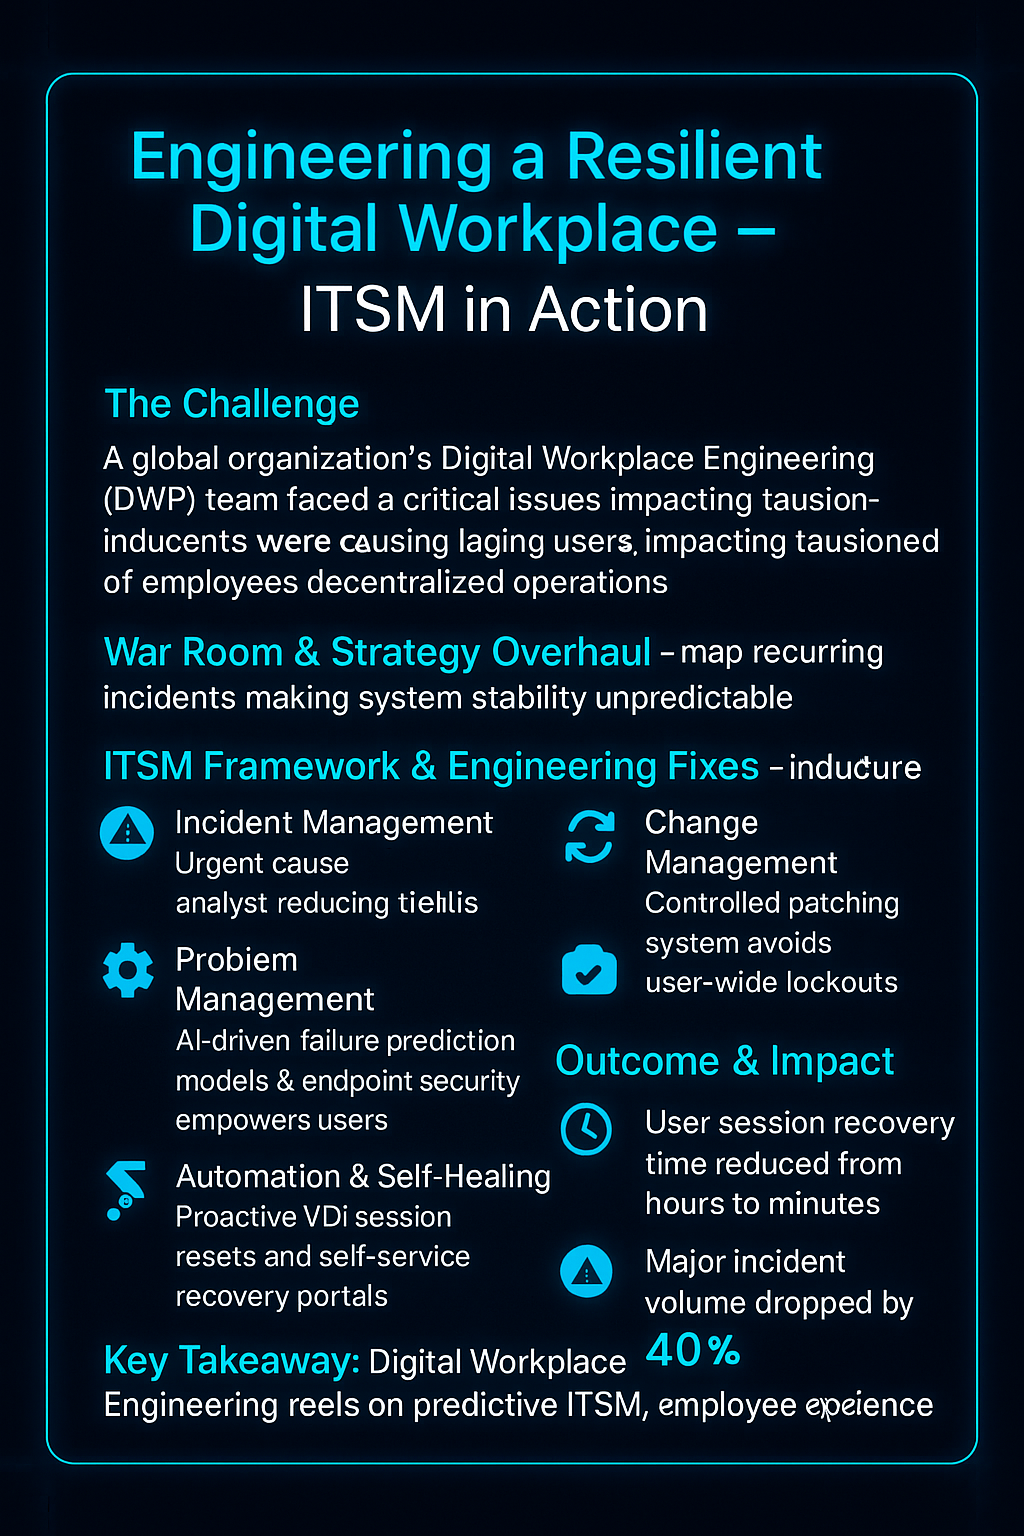 Engineering a Resilient
Digital Workplace –
ITSM in Action
The Challenge
A global organization's Digital Workplace Engineering
(DWP) team faced a critical issues impacting tausion-
inducents were causing laging users, impacting tausioned
of employees decentralized operations
War Room & Strategy Overhaul – map recurring
incidents making system stability unpredictable
ITSM Framework & Engineering Fixes – inducture
Incident Management
Urgent cause
analyst reducing
Probiem
Management
AI-driven failure prediction
models & endpoint security
empowers users
Automation & Self-Healing
Proactive VDi session
resets and self-service
recovery portals
Change
Management
Controlled patching
system avoids
user-wide lockouts
Outcome & Impact
User session recovery
time reduced from
hours to minutes
Major incident
volume dropped by
40%
Key Takeaway: Digital Workplace
Engineering reels on predictive ITSM, employee